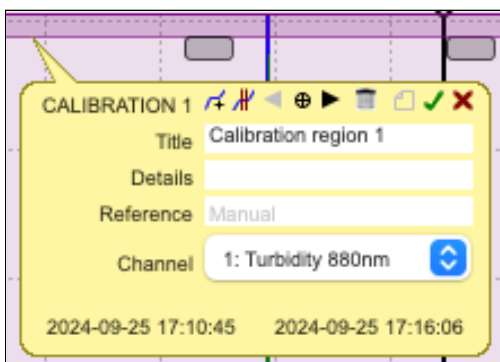 CALIBRATION 1
Title Calibration region 1
Details
Reference Manual
Channel 1: Turbidity 880nm
2024-09-25 17:10:45 2024-09-25 17:16:06